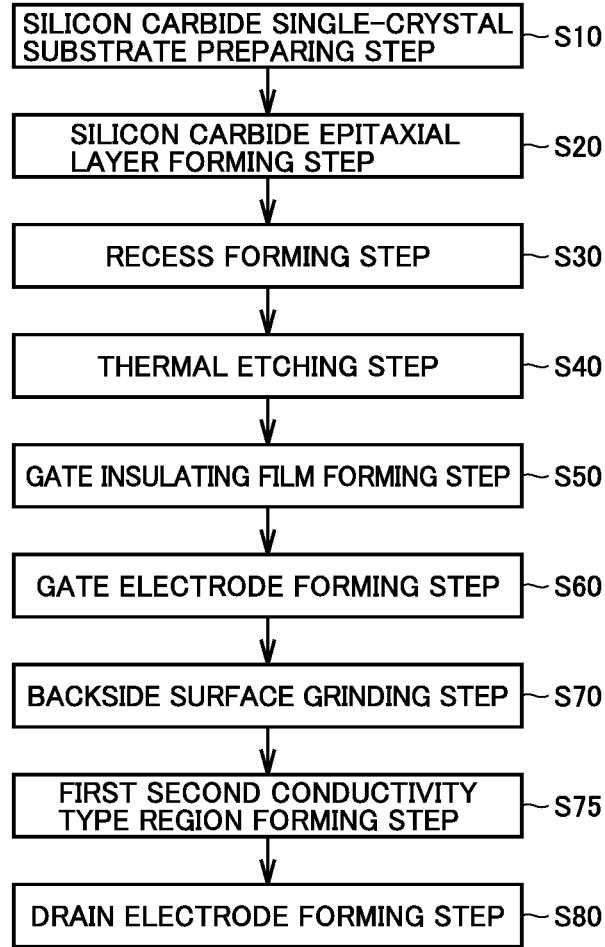 SILICON CARBIDE SINGLE-CRYSTAL
SUBSTRATE PREPARING STEP
S10
SILICON CARBIDE EPITAXIAL
LAYER FORMING STEP
S20
RECESS FORMING STEP
S30
THERMAL ETCHING STEP
S40
GATE INSULATING FILM FORMING STEP
S50
GATE ELECTRODE FORMING STEP
S60
BACKSIDE SURFACE GRINDING STEP
S70
FIRST SECOND CONDUCTIVITY
TYPE REGION FORMING STEP
S75
DRAIN ELECTRODE FORMING STEP
S80